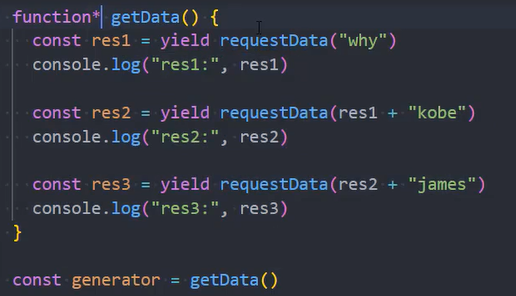 function* getData() {
  const res1 = yield requestData("why")
  console.log("res1:", res1)

  const res2 = yield requestData(res1 + "kobe")
  console.log("res2:", res2)

  const res3 = yield requestData(res2 + "james")
  console.log("res3:", res3)
}

const generator = getData()